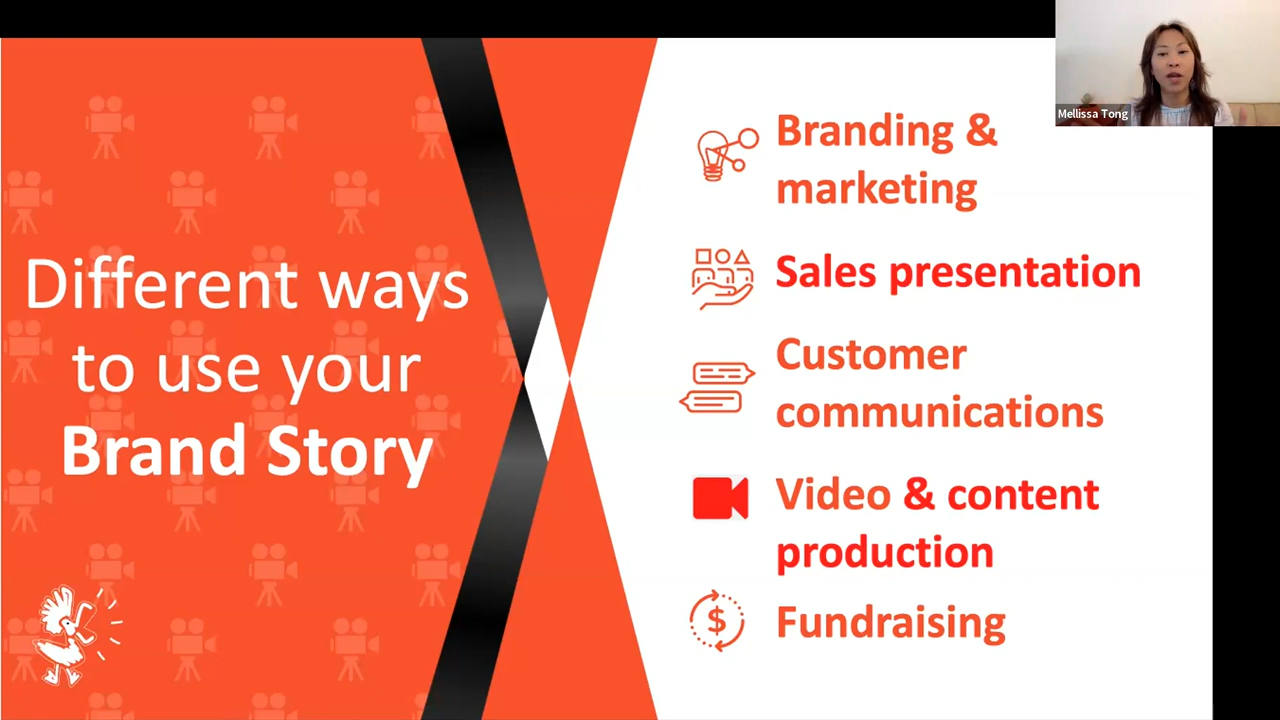 Different ways
to use your
Brand Story
Branding &
marketing
Sales presentation
Customer
communications
Video & content
production
Fundraising
$
Mellissa Tong